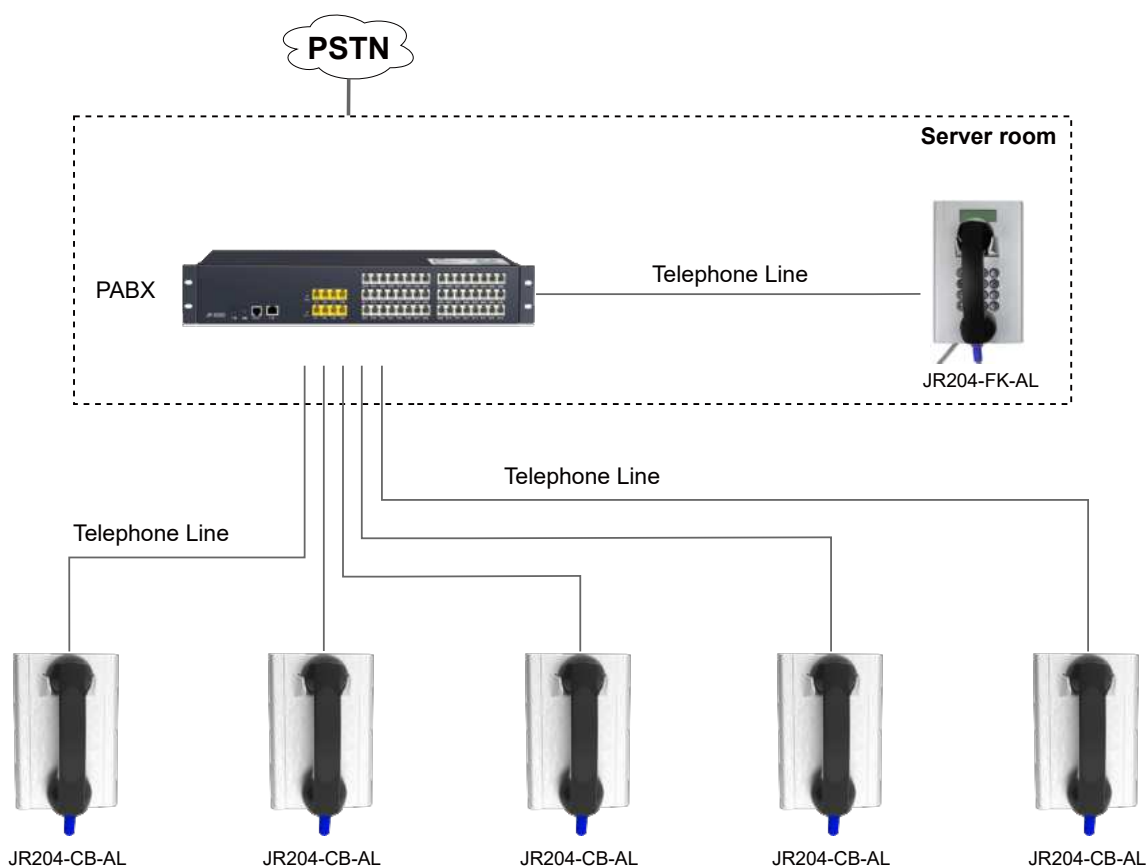 PSTN
Server room
PABX
Telephone Line
JR204-FK-AL
Telephone Line
Telephone Line
JR204-CB-AL
JR204-CB-AL
JR204-CB-AL
JR204-CB-AL
JR204-CB-AL